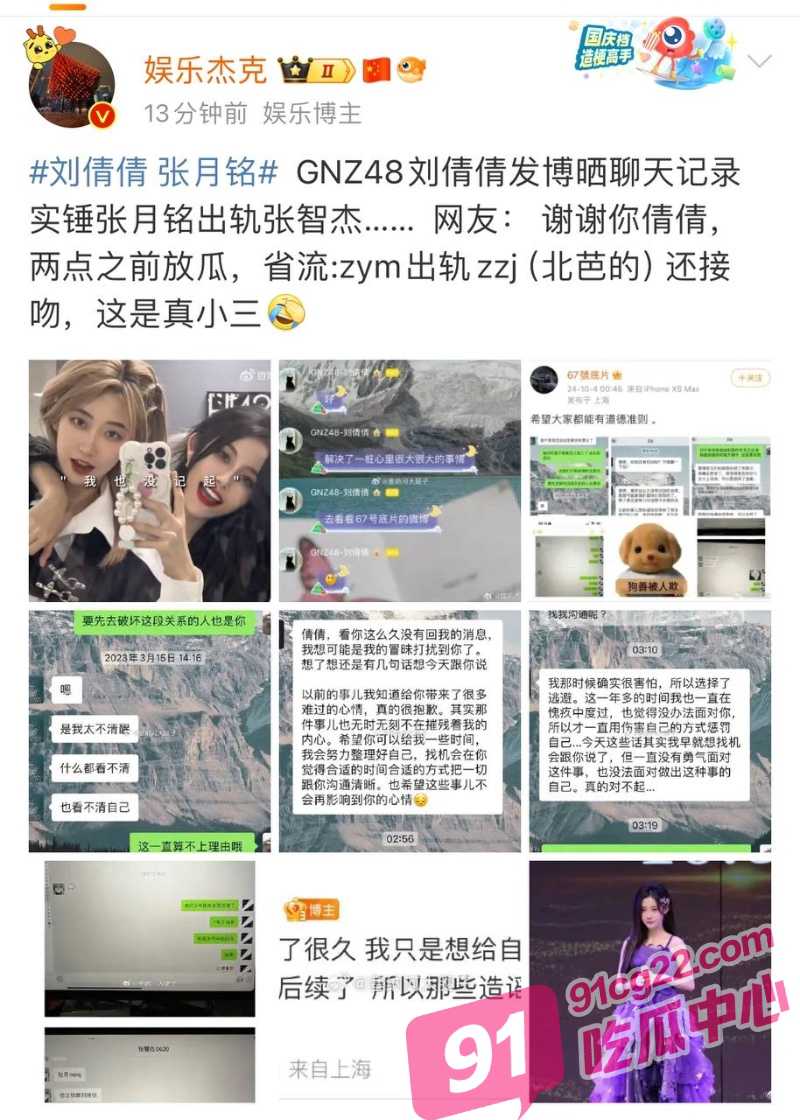 国庆档
造梗高手
娱乐杰克
II
V
13分钟前 娱乐博主
#刘倩倩 张月铭# GNZ48刘倩倩发博晒聊天记录
实锤张月铭出轨张智杰…… 网友： 谢谢你倩倩，
两点之前放瓜，省流:zym出轨zzj（北芭的）还接
吻，这是真小三
" 我 也 没 记 起 "
GNZ48-刘倩倩
GNZ48-刘倩倩
解决了一桩心里很大很大的事情
GNZ48-刘倩倩
去看看67号底片的微博
GNZ48-刘倩倩
67號底片
24-10-4 00:46 来自iPhone XS Max
发布于 上海
+关注
希望大家都能有道德准则 。
狗善被人欺
要先去破坏这段关系的人也是你
2023年3月15日 14:16
嗯
是我太不清醒
什么都看不清
也看不清自己
这一直算不上理由哦
倩倩，看你这么久没有回我的消息，
我想可能是我的冒昧打扰到你了。
想了想还是有几句话想今天跟你说
以前的事儿我知道给你带来了很多
难过的心情，真的很抱歉。其实那
件事儿也无时无刻不在摧残着我的
内心。希望你可以给我一些时间，
我会努力整理好自己，找机会在你
觉得合适的时间合适的方式把一切
跟你沟通清晰。也希望这些事儿不
会再影响到你的心情
02:56
找我沟通呢？
03:10
我那时候确实很害怕，所以选择了
逃避。这一年多的时间我也一直在
愧疚中度过，也觉得没办法面对你，
所以才一直用伤害自己的方式惩罚
自己…今天这些话其实我早就想找机
会跟你说了，但一直没有勇气面对
这件事，也没法面对做出这种事的
自己。真的对不起…
03:19
博主
了很久 我只是想给自
后续了 所以那些造谣
来自上海
91
91cg22.com
吃瓜中心